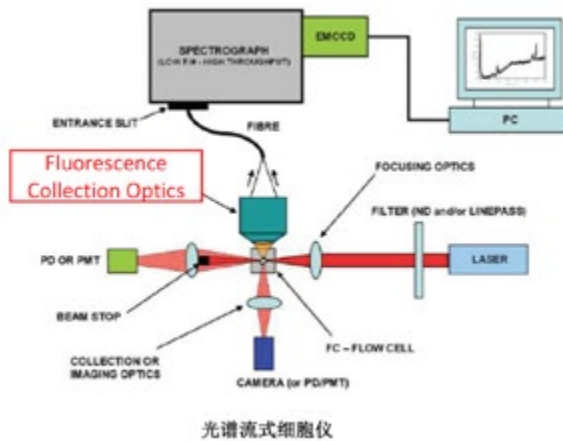 SPECTROGRAPH
(LOW F/# - HIGH THROUGHPUT)
EMCCD
PC
ENTRANCE SLIT
FIBRE
Fluorescence
Collection Optics
FOCUSING OPTICS
FILTER (ND and/or LINEPASS)
LASER
PD OR PMT
BEAM STOP
COLLECTION OR
IMAGING OPTICS
FC – FLOW CELL
CAMERA (or PD/PMT)
光谱流式细胞仪